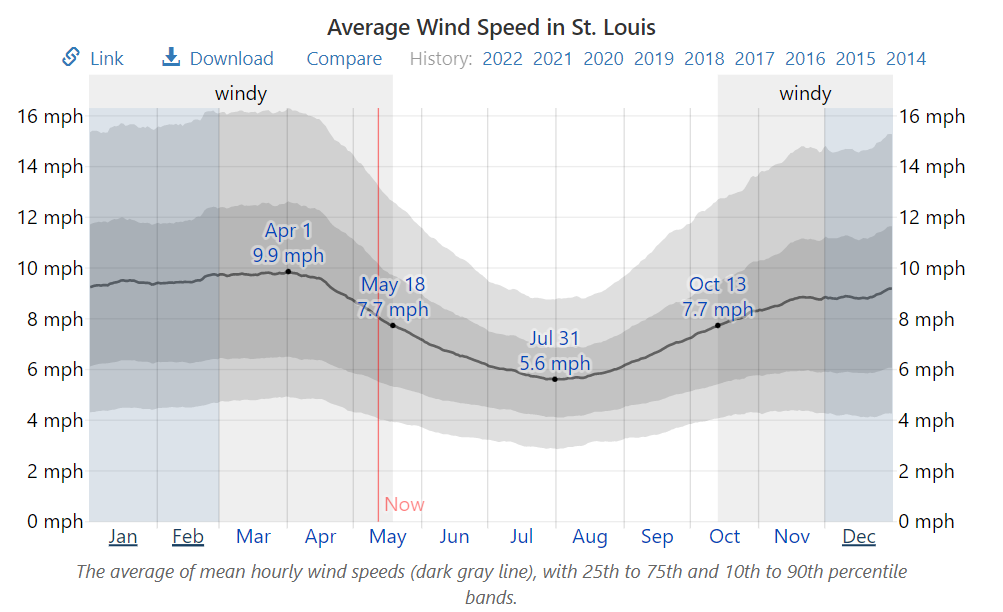 Average Wind Speed in St. Louis
Link Download Compare History: 2022 2021 2020 2019 2018 2017 2016 2015 2014
windy windy
16 mph 16 mph
14 mph 14 mph
12 mph 12 mph
Apr 1
9.9 mph
10 mph 10 mph
May 18 Oct 13
7.7 mph 7.7 mph
8 mph 8 mph
Jul 31
5.6 mph
6 mph 6 mph
4 mph 4 mph
2 mph 2 mph
Now
0 mph 0 mph
Jan Feb Mar Apr May Jun Jul Aug Sep Oct Nov Dec
The average of mean hourly wind speeds (dark gray line), with 25th to 75th and 10th to 90th percentile
bands.